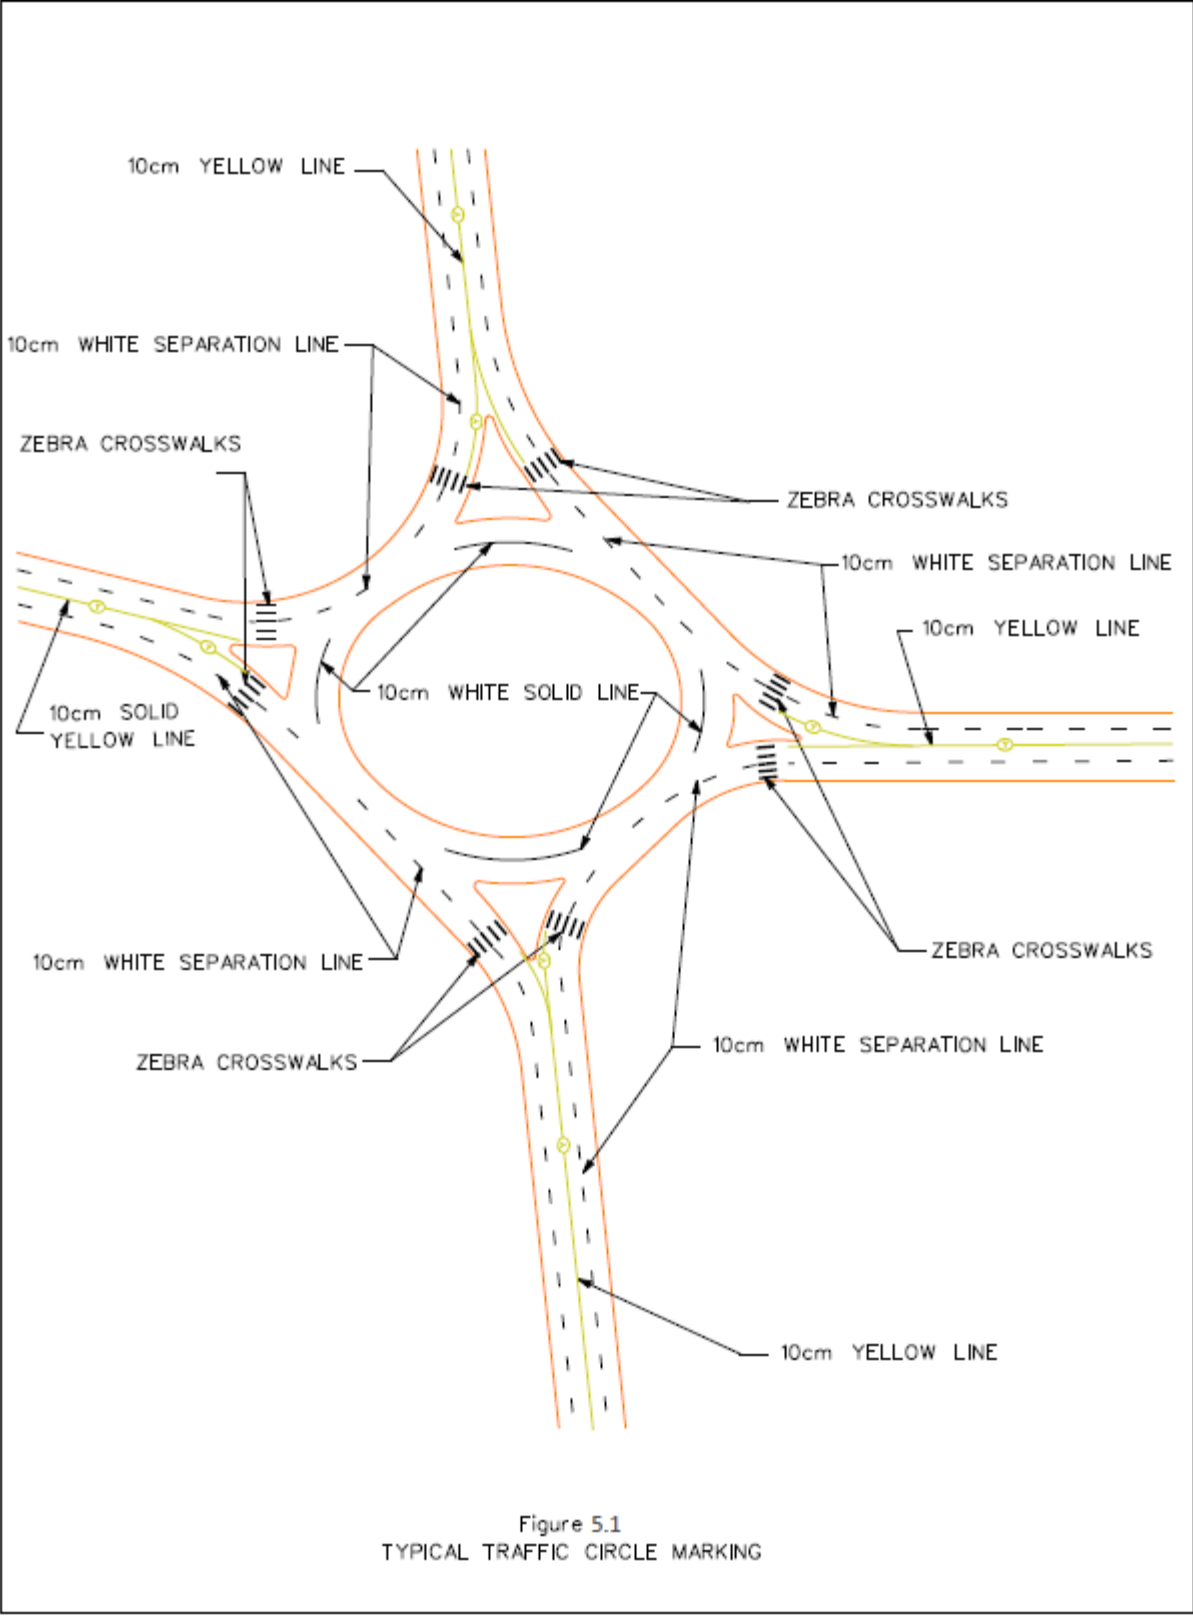 10cm YELLOW LINE
10cm WHITE SEPARATION LINE
ZEBRA CROSSWALKS
ZEBRA CROSSWALKS
10cm WHITE SEPARATION LINE
10cm YELLOW LINE
10cm WHITE SOLID LINE
10cm SOLID
YELLOW LINE
ZEBRA CROSSWALKS
10cm WHITE SEPARATION LINE
10cm WHITE SEPARATION LINE
ZEBRA CROSSWALKS
10cm YELLOW LINE
Figure 5.1
TYPICAL TRAFFIC CIRCLE MARKING